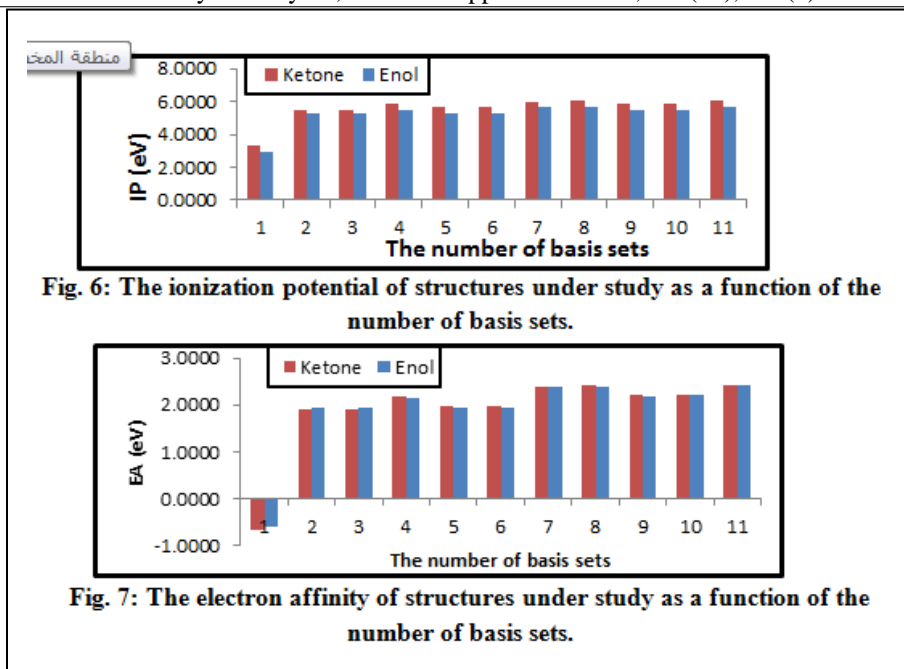 منطقة
8.0000
Ketone Enol
6.0000
4.0000
2.0000
0.0000
IP (eV)
1 2 3 4 5 6 7 8 9 10 11
The number of basis sets
Fig. 6: The ionization potential of structures under study as a function of the
number of basis sets.
3.0000
Ketone Enol
2.0000
1.0000
0.0000
-1.0000
EA (eV)
1 2 3 4 5 6 7 8 9 10 11
The number of basis sets
Fig. 7: The electron affinity of structures under study as a function of the
number of basis sets.